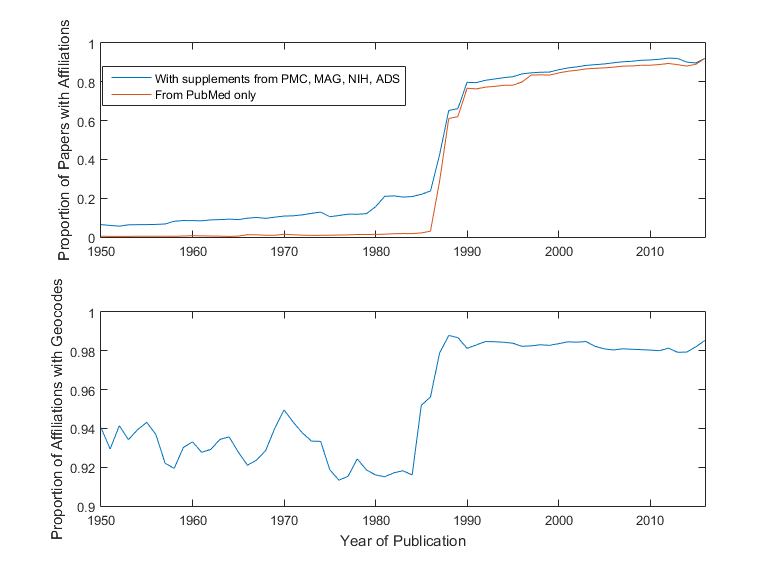 Proportion of Papers with Affiliations
1
0.8
0.6
0.4
0.2
0
With supplements from PMC, MAG, NIH, ADS
From PubMed only
1950 1960 1970 1980 1990 2000 2010
Proportion of Affiliations with Geocodes
1
0.98
0.96
0.94
0.92
0.9
1950 1960 1970 1980 1990 2000 2010
Year of Publication